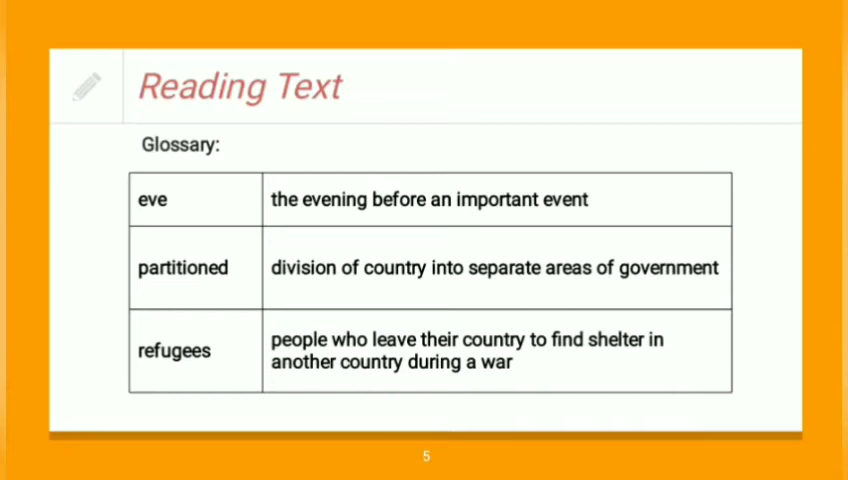 Reading Text
Glossary:
eve
the evening before an important event
partitioned
division of country into separate areas of government
refugees
people who leave their country to find shelter in
another country during a war
5